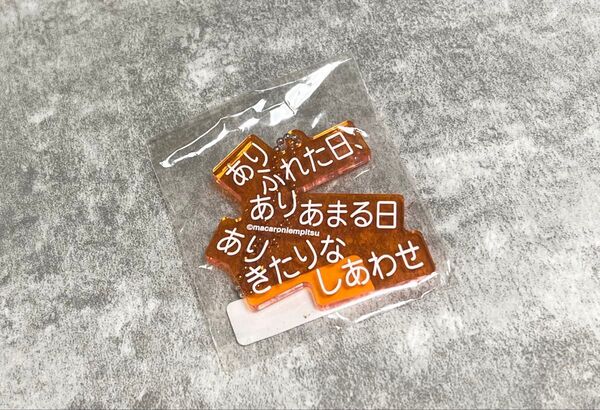 あり
ふれた日、
ありあまる日
©macaroniempitsu
あり
きたりな
しあわせ